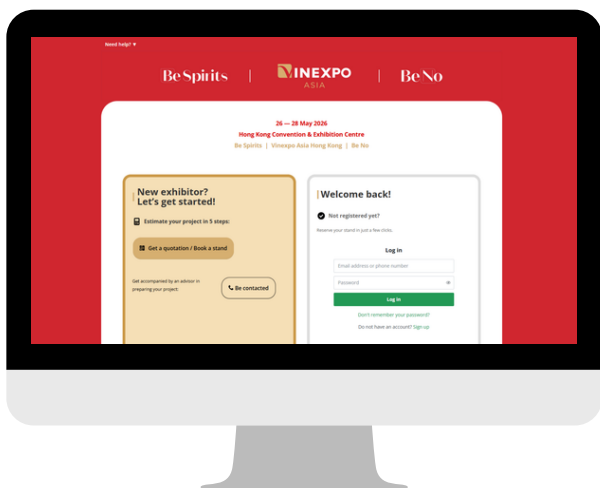 Need help?
Be Spirits | VINEXPO ASIA | Be No
26 — 28 May 2026
Hong Kong Convention & Exhibition Centre
Be Spirits | Vinexpo Asia Hong Kong | Be No
New exhibitor?
Let's get started!
Estimate your project in 5 steps:
Get a quotation / Book a stand
Get accompanied by an advisor in
preparing your project
Be contacted
Welcome back!
Not registered yet?
Reserve your stand in just a few clicks.
Log in
Email address or phone number
Password
Log in
Don't remember your password?
Do not have an account? Sign up